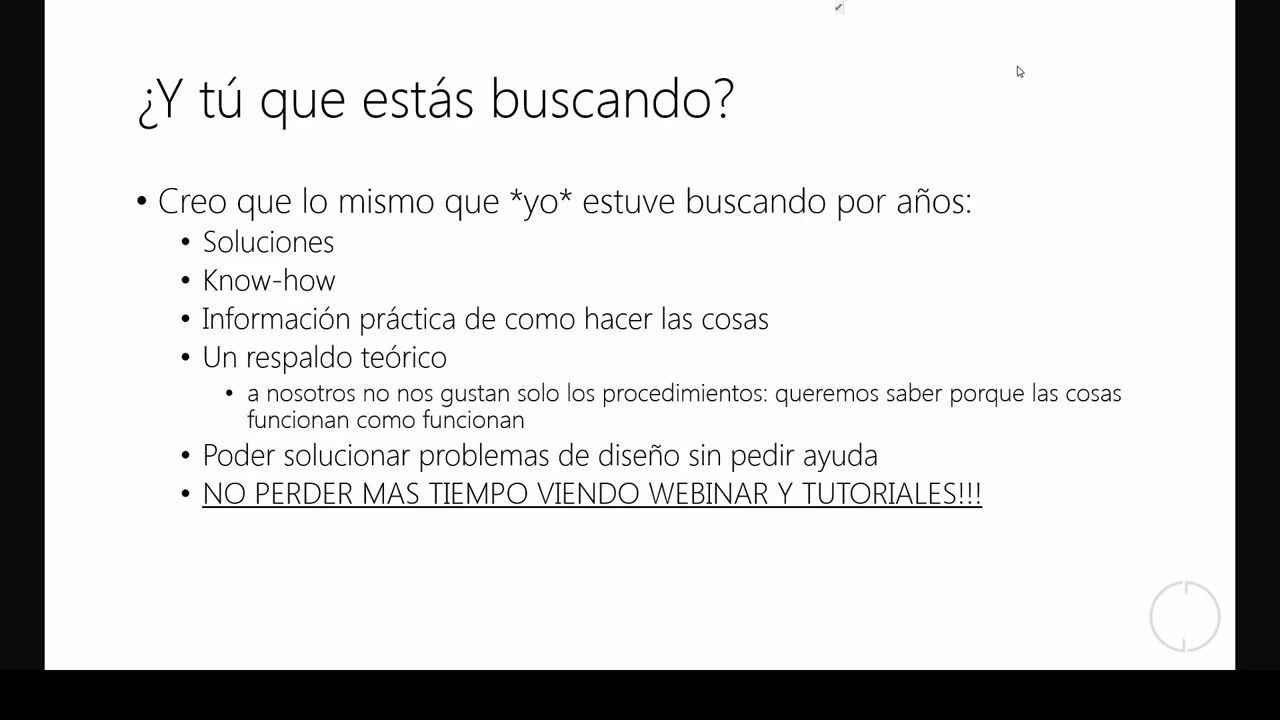 ¿Y tú que estás buscando?
• Creo que lo mismo que *yo* estuve buscando por años:
• Soluciones
• Know-how
• Información práctica de como hacer las cosas
• Un respaldo teórico
• a nosotros no nos gustan solo los procedimientos: queremos saber porque las cosas
funcionan como funcionan
• Poder solucionar problemas de diseño sin pedir ayuda
• NO PERDER MAS TIEMPO VIENDO WEBINAR Y TUTORIALES!!!